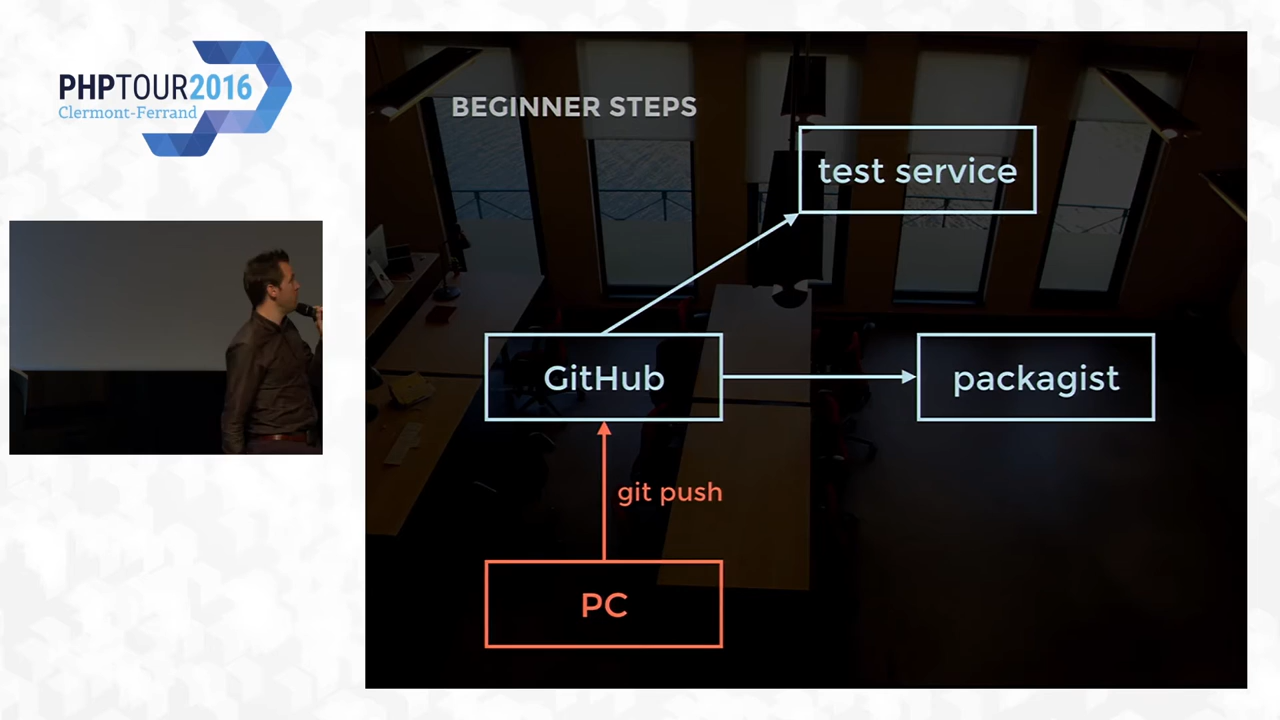 PHPTOUR2016
Clermont-Ferrand
BEGINNER STEPS
test service
GitHub
packagist
git push
PC